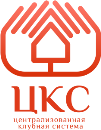 ЦКС
централизованная
клубная система